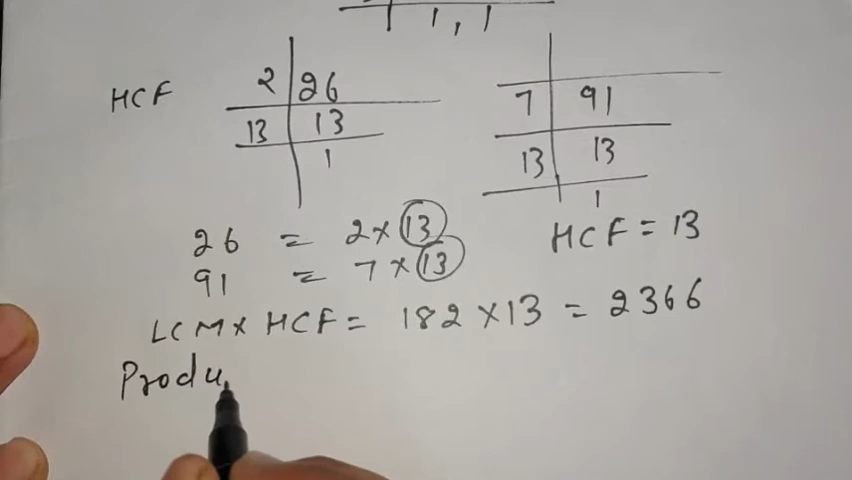 1, 1
HCF 2 26 7 91
13 13 13 13
1 1
26 = 2 x 13 HCF = 13
91 = 7 x 13
LCM x HCF = 182 x 13 = 2366
Produ